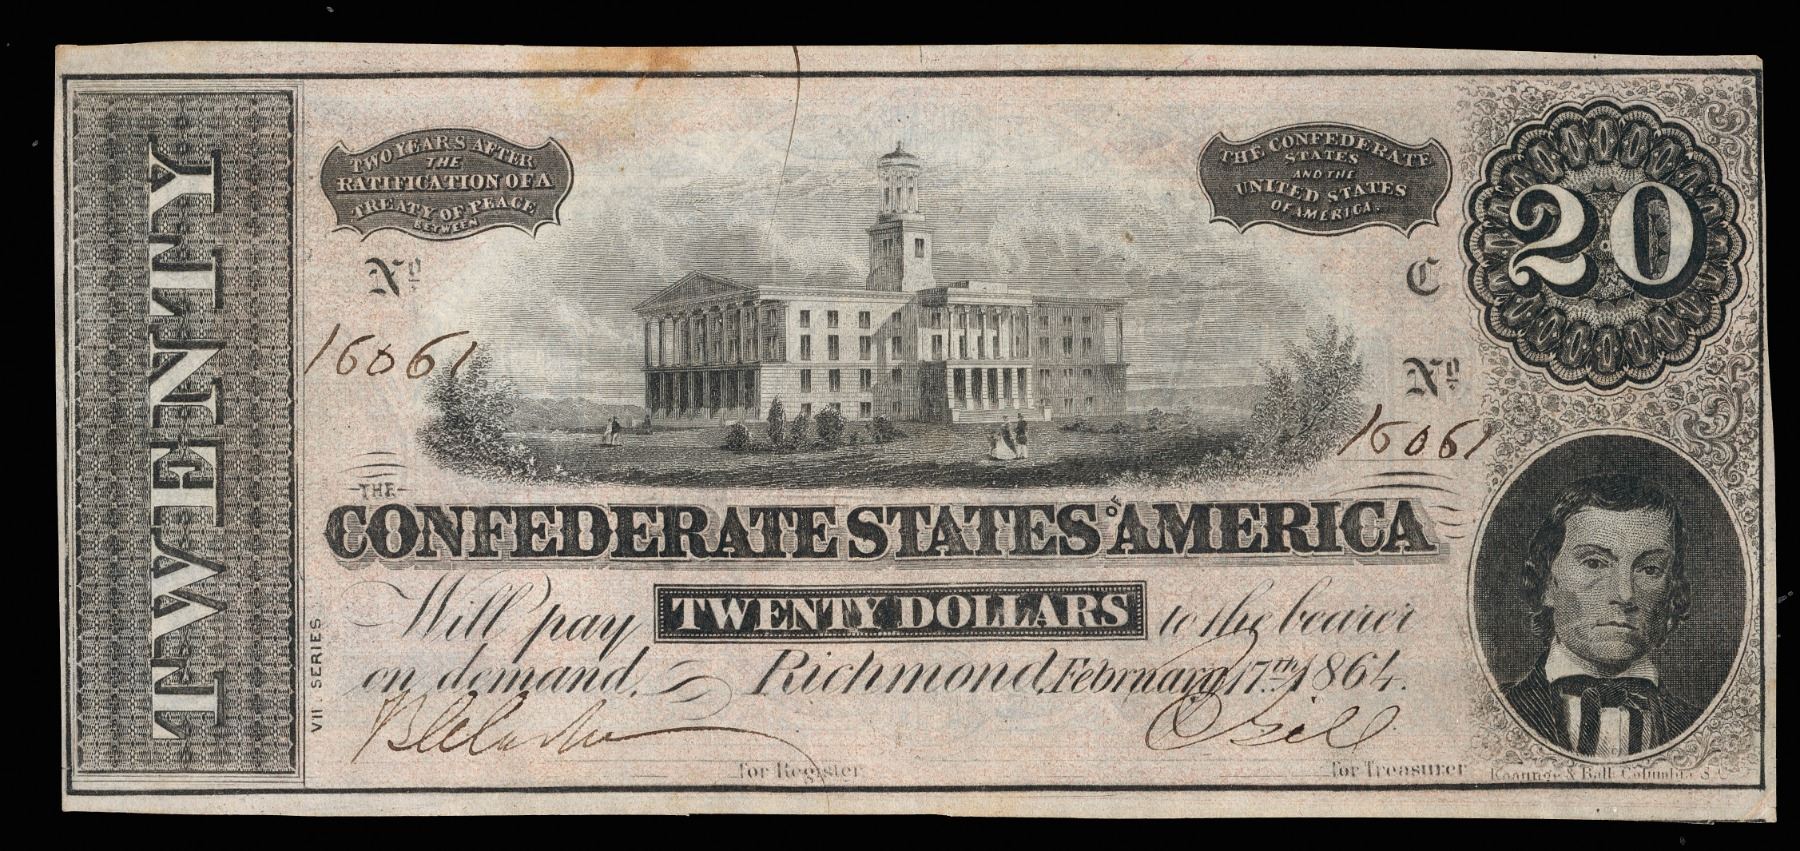 TWENTY
TWO YEARS AFTER
THE
RATIFICATION OF A
TREATY OF PEACE
BETWEEN
THE CONFEDERATE
STATES
AND THE
UNITED STATES
OF AMERICA.
20
Nº
C
16061
Nº
16061
THE
CONFEDERATE STATES OF AMERICA
Will pay TWENTY DOLLARS to the bearer
on demand. Richmond, February 17th, 1864.
VII. SERIES
for Register
for Treasurer
& Ball Columbia S.C.